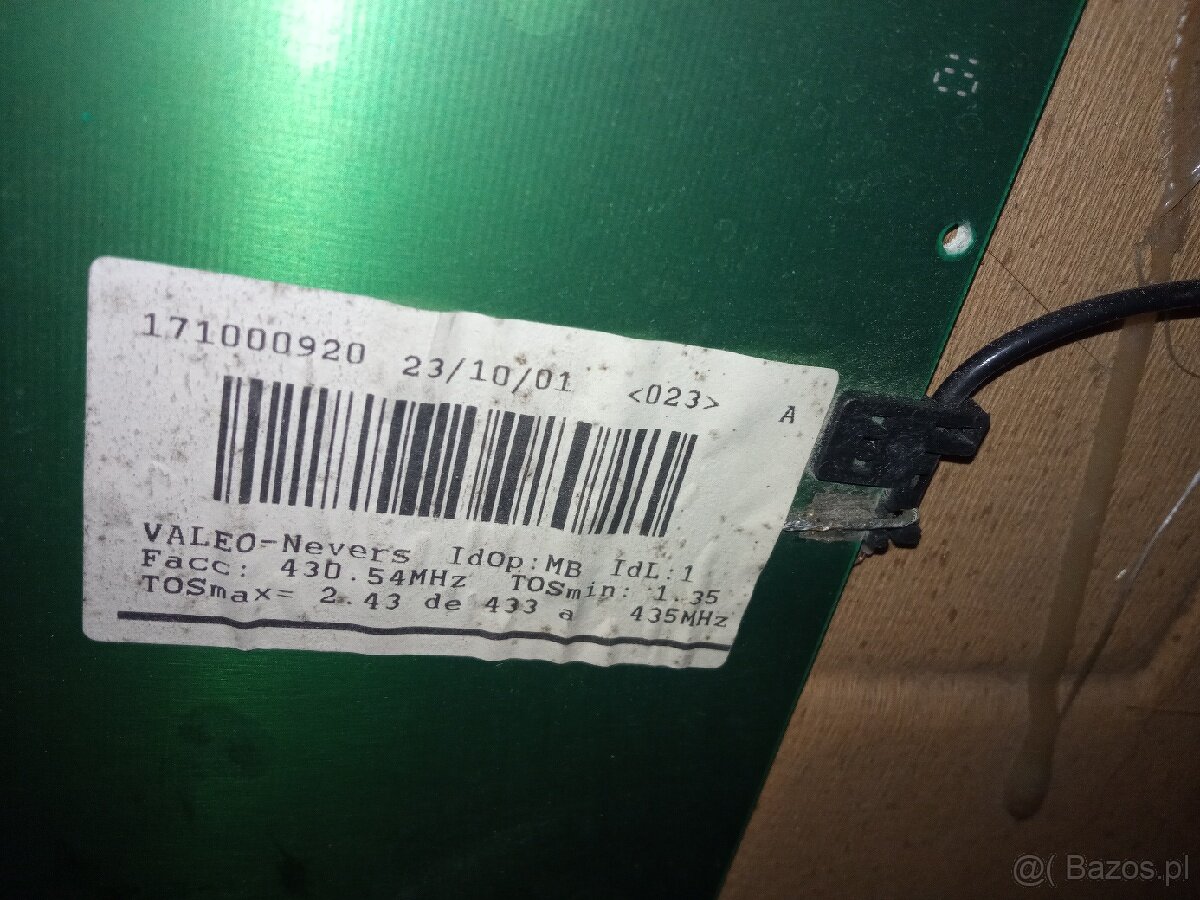 171000920 23/10/01 <023> A
VALEO-Nevers IdOp:MB IdL:1
Facc: 430.54MHz TOSmin: 1.35
TOSmax= 2.43 de 433 a 435MHz
@( Bazos.pl